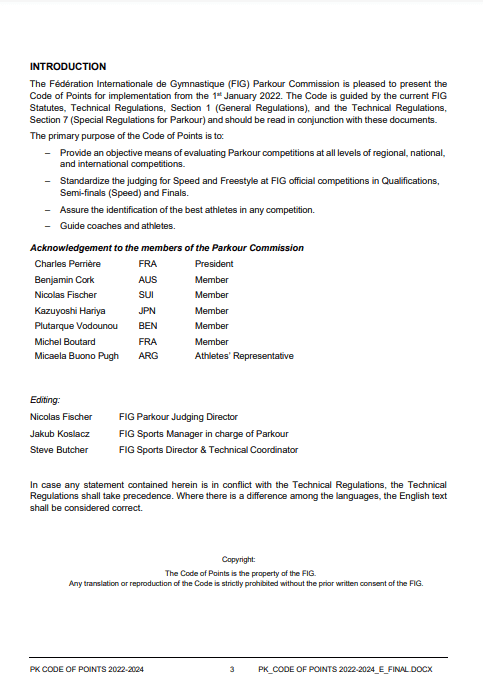 INTRODUCTION
The Fédération Internationale de Gymnastique (FIG) Parkour Commission is pleased to present the
Code of Points for implementation from the 1st January 2022. The Code is guided by the current FIG
Statutes, Technical Regulations, Section 1 (General Regulations), and the Technical Regulations,
Section 7 (Special Regulations for Parkour) and should be read in conjunction with these documents.
The primary purpose of the Code of Points is to:
– Provide an objective means of evaluating Parkour competitions at all levels of regional, national,
and international competitions.
– Standardize the judging for Speed and Freestyle at FIG official competitions in Qualifications,
Semi-finals (Speed) and Finals.
– Assure the identification of the best athletes in any competition.
– Guide coaches and athletes.
Acknowledgement to the members of the Parkour Commission
Charles Perrière FRA President
Benjamin Cork AUS Member
Nicolas Fischer SUI Member
Kazuyoshi Hariya JPN Member
Plutarque Vodounou BEN Member
Michel Boutard FRA Member
Micaela Buono Pugh ARG Athletes' Representative
Editing:
Nicolas Fischer FIG Parkour Judging Director
Jakub Koslacz FIG Sports Manager in charge of Parkour
Steve Butcher FIG Sports Director & Technical Coordinator
In case any statement contained herein is in conflict with the Technical Regulations, the Technical
Regulations shall take precedence. Where there is a difference among the languages, the English text
shall be considered correct.
Copyright:
The Code of Points is the property of the FIG.
Any translation or reproduction of the Code is strictly prohibited without the prior written consent of the FIG.
PK CODE OF POINTS 2022-2024 3 PK_CODE OF POINTS 2022-2024_E_FINAL.DOCX